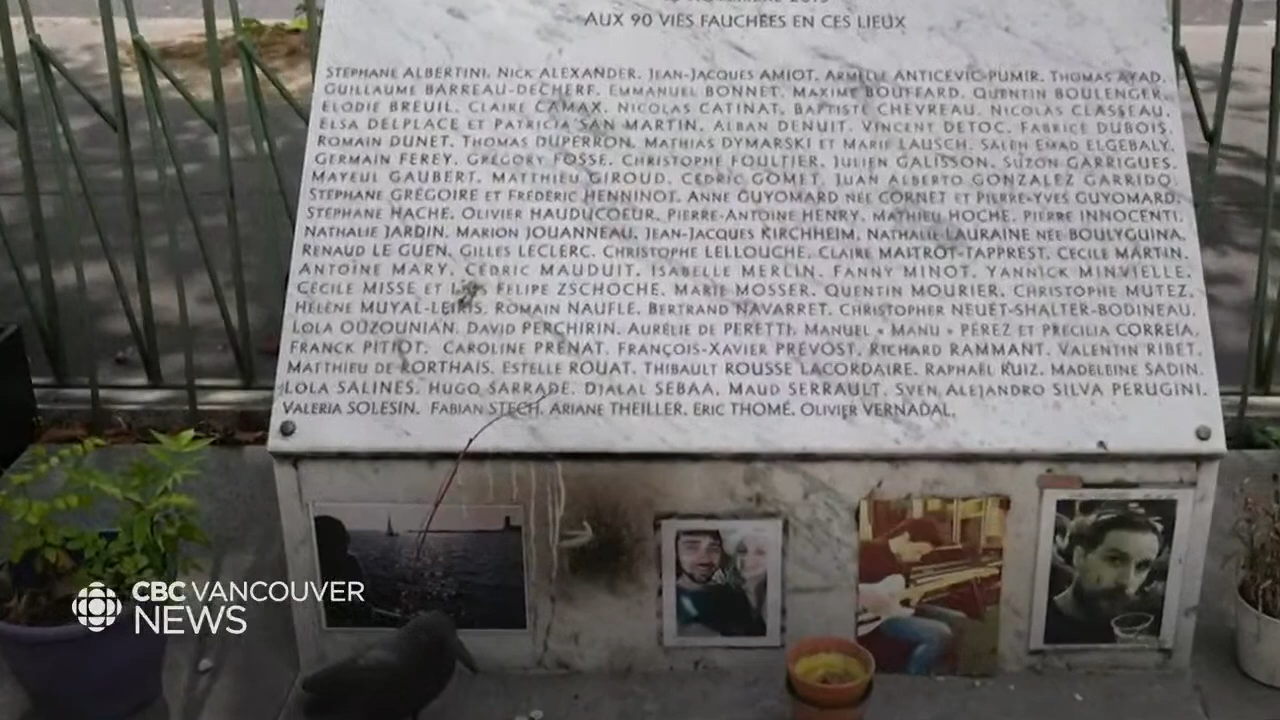 AUX 90 VIES FAUCHÉES EN CES LIEUX
STÉPHANE ALBERTINI, NICK ALEXANDER, JEAN-JACQUES AMIOT, ARMELLE ANTICEVIC-PUMIR, THOMAS AYAD,
GUILLAUME BARREAU-DECHERF, EMMANUEL BONNET, MAXIME BOUFFARD, QUENTIN BOULENGER,
ELODIE BREUIL, CLAIRE CAMAX, NICOLAS CATINAT, BAPTISTE CHEVREAU, NICOLAS CLASSEAU,
ELSA DELPLACE ET PATRICIA SAN MARTIN, ALBAN DENUIT, VINCENT DETOC, FABRICE DUBOIS,
ROMAIN DUNET, THOMAS DUPERRON, MATHIAS DYMARSKI ET MARIE LAUSCH, SALEH EMAD ELGEBALY,
GERMAIN FEREY, GRÉGORY FOSSE, CHRISTOPHE FOULTIER, JULIEN GALISSON, SUZON GARRIGUES,
MAYEUL GAUBERT, MATTHIEU GIROUD, CÉDRIC GOMET, JUAN ALBERTO GONZALEZ GARRIDO,
STÉPHANE GRÉGOIRE ET FRÉDÉRIC HENNINOT, ANNE GUYOMARD NÉE CORNET ET PIERRE-YVES GUYOMARD,
STÉPHANE HACHE, OLIVIER HAUDUCOEUR, PIERRE-ANTOINE HENRY, MATHIEU HOCHE, PIERRE INNOCENTI,
NATHALIE JARDIN, MARION JOUANNEAU, JEAN-JACQUES KIRCHHEIM, NATHALIE LAURAINE NÉE BOULYGUINA,
RENAUD LE GUEN, GILLES LECLERC, CHRISTOPHE LELLOUCHE, CLAIRE MAITROT-TAPPREST, CÉCILE MARTIN,
ANTOINE MARY, CÉDRIC MAUDUIT, ISABELLE MERLIN, FANNY MINOT, YANNICK MINVIELLE,
CÉCILE MISSE ET LUIS FELIPE ZSCHOCHE, MARIE MOSSER, QUENTIN MOURIER, CHRISTOPHE MUTEZ,
HÉLÈNE MUYAL-LEIRIS, ROMAIN NAUFLE, BERTRAND NAVARRET, CHRISTOPHER NEUET-SHALTER-BODINEAU,
LOLA OUZOUNIAN, DAVID PERCHIRIN, AURÉLIE DE PERETTI, MANUEL « MANU » PÉREZ ET PRÉCILIA CORREIA,
FRANCK PITIOT, CAROLINE PRÉNAT, FRANÇOIS-XAVIER PRÉVOST, RICHARD RAMMANT, VALENTIN RIBET,
MATTHIEU DE RORTHAIS, ESTELLE ROUAT, THIBAULT ROUSSE LACORDAIRE, RAPHAËL RUIZ, MADELEINE SADIN,
LOLA SALINES, HUGO SARRADE, DJALAL SEBAA, MAUD SERRAULT, SVEN ALEJANDRO SILVA PERUGINI,
VALERIA SOLESIN, FABIAN STECH, ARIANE THEILLER, ERIC THOMÉ, OLIVIER VERNADAL.
CBC VANCOUVER
NEWS